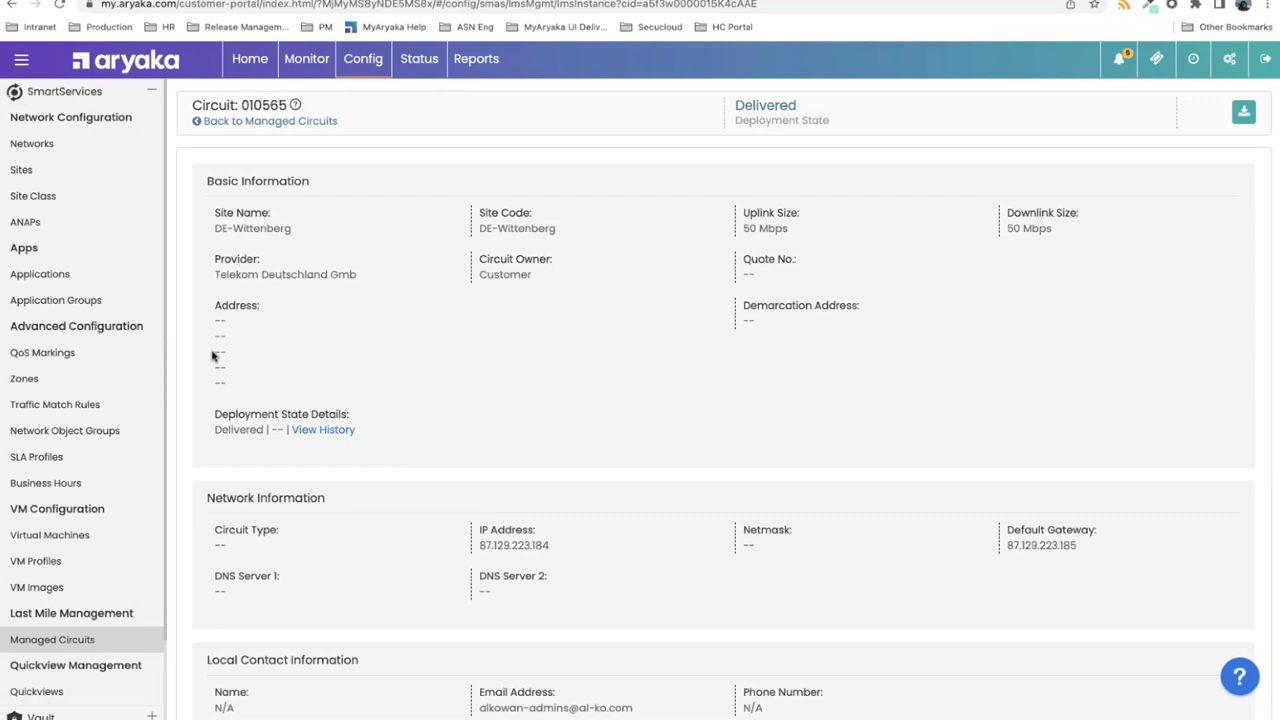 my.aryaka.com/customer-portal/index.html/?MjMyMS8yNDE5MS8x/#/config/smas/lmsMgmt/lmsInstance?cid=a5f3w0000015K4cAAE
Intranet Production HR Release Managem... PM MyAryaka Help ASN Eng MyAryaka UI Deliv... Secucloud HC Portal Other Bookmarks
aryaka Home Monitor Config Status Reports 6
SmartServices
Network Configuration
Networks
Sites
Site Class
ANAPs
Apps
Applications
Application Groups
Advanced Configuration
QoS Markings
Zones
Traffic Match Rules
Network Object Groups
SLA Profiles
Business Hours
VM Configuration
Virtual Machines
VM Profiles
VM Images
Last Mile Management
Managed Circuits
Quickview Management
Quickviews
Vault
Circuit: 010565 ?
Back to Managed Circuits
Delivered
Deployment State
Basic Information
Site Name: Site Code: Uplink Size: Downlink Size:
DE-Wittenberg DE-Wittenberg 50 Mbps 50 Mbps
Provider: Circuit Owner: Quote No.:
Telekom Deutschland Gmb Customer --
Address: Demarcation Address:
-- --
--
--
--
--
Deployment State Details:
Delivered | -- | View History
Network Information
Circuit Type: IP Address: Netmask: Default Gateway:
-- 87.129.223.184 -- 87.129.223.185
DNS Server 1: DNS Server 2:
-- --
Local Contact Information
Name: Email Address: Phone Number:
N/A alkowan-admins@al-ko.com N/A
?